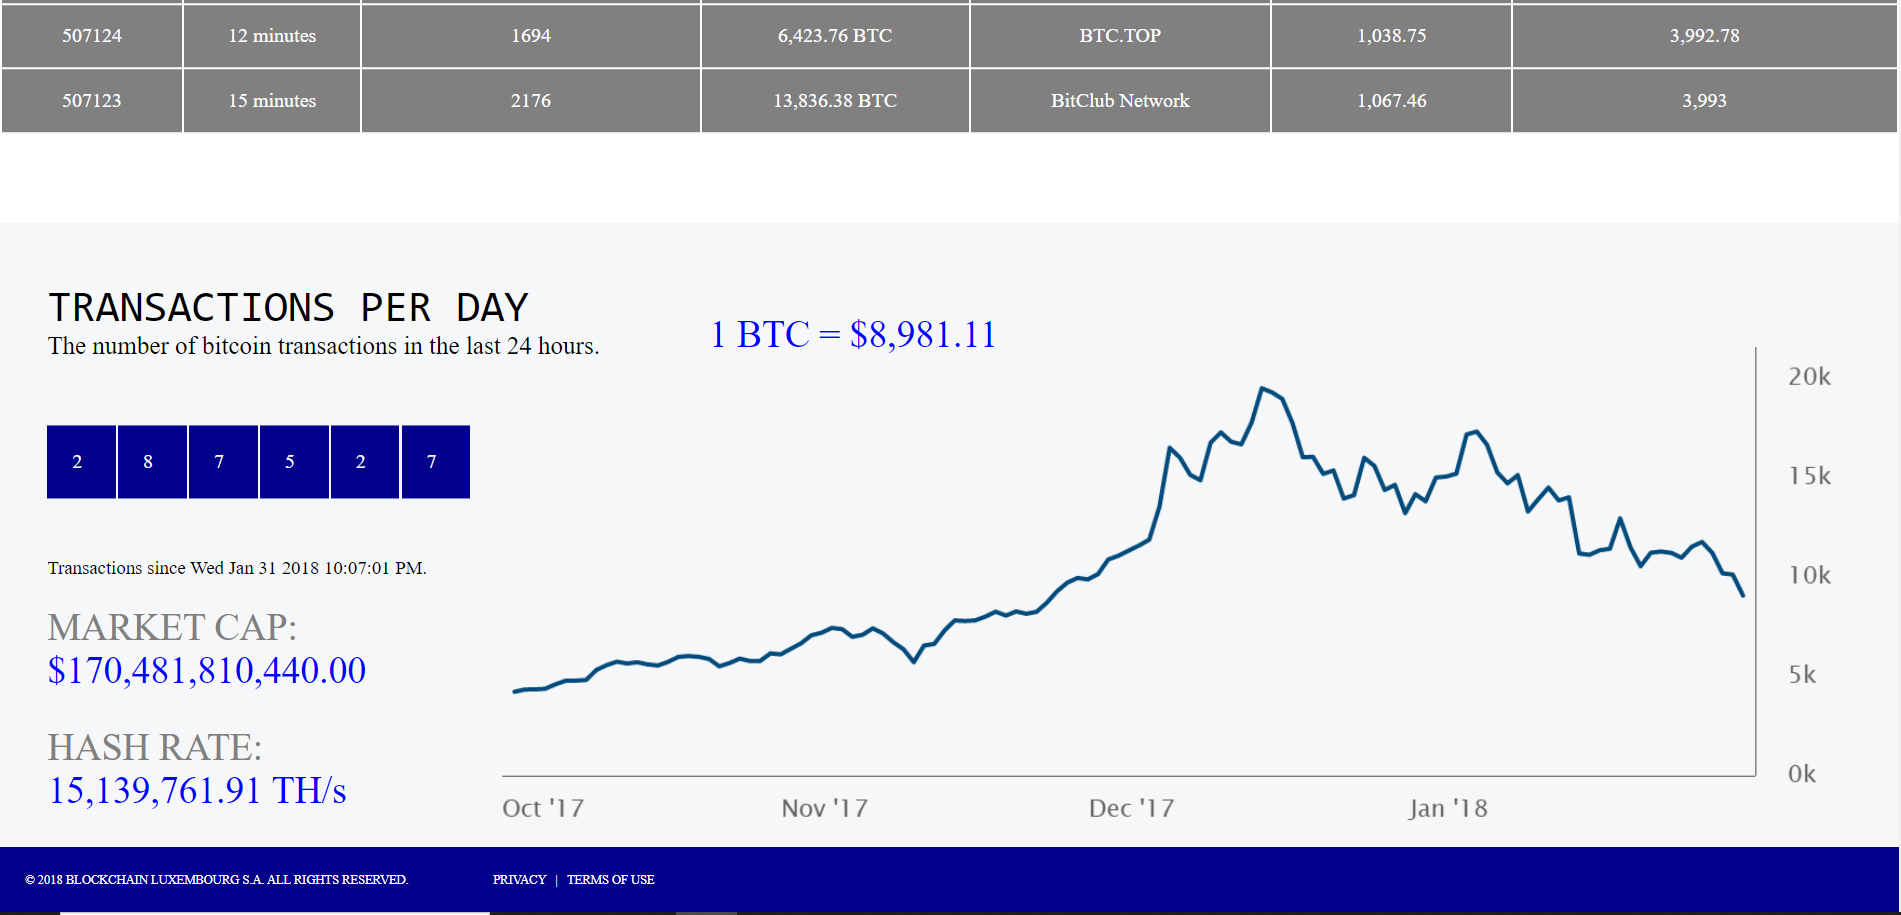 507124 12 minutes 1694 6,423.76 BTC BTC.TOP 1,038.75 3,992.78
507123 15 minutes 2176 13,836.38 BTC BitClub Network 1,067.46 3,993
TRANSACTIONS PER DAY
The number of bitcoin transactions in the last 24 hours.
1 BTC = $8,981.11
2 8 7 5 2 7
Transactions since Wed Jan 31 2018 10:07:01 PM.
MARKET CAP:
$170,481,810,440.00
HASH RATE:
15,139,761.91 TH/s
20k
15k
10k
5k
0k
Oct '17 Nov '17 Dec '17 Jan '18
© 2018 BLOCKCHAIN LUXEMBOURG S.A. ALL RIGHTS RESERVED. PRIVACY | TERMS OF USE